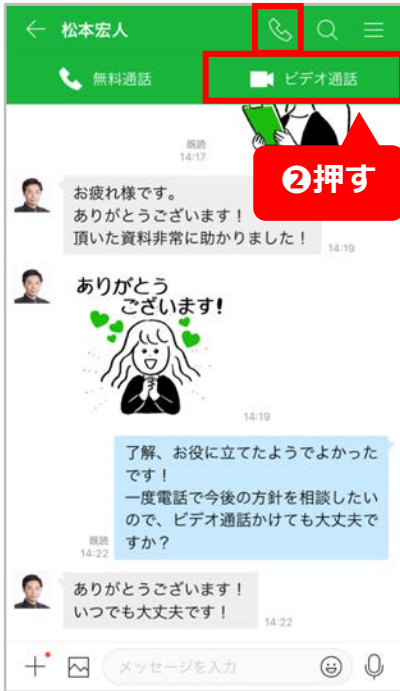 松本宏人
無料通話
ビデオ通話
❷押す
既読
14:17
お疲れ様です。
ありがとうございます！
頂いた資料非常に助かりました！
14:19
ありがとう
ございます!
14:19
了解、お役に立てたようでよかった
です！
一度電話で今後の方針を相談したい
ので、ビデオ通話かけても大丈夫で
すか？
既読
14:22
ありがとうございます！
いつでも大丈夫です！
14:22
メッセージを入力